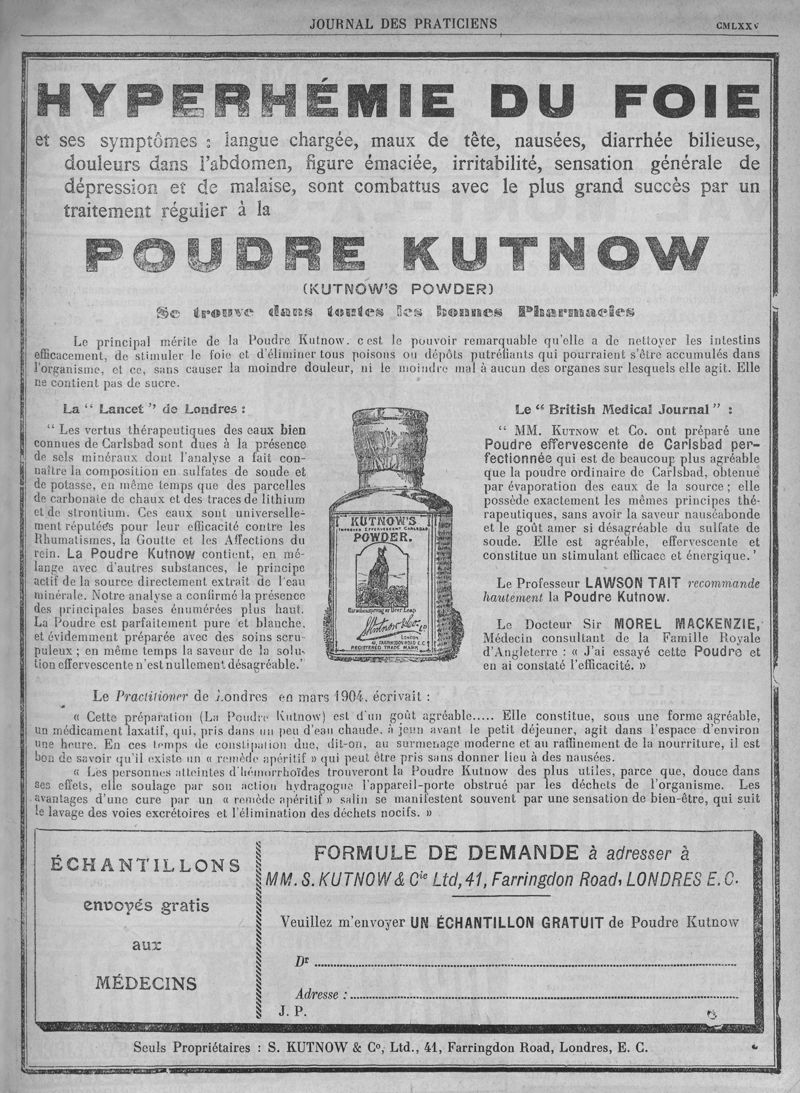 JOURNAL DES PRATICIENS
CMLXXV
HYPERHÉMIE DU FOIE
et ses symptômes : langue chargée, maux de tête, nausées, diarrhée bilieuse,
douleurs dans l'abdomen, figure émaciée, irritabilité, sensation générale de
dépression et de malaise, sont combattus avec le plus grand succès par un
traitement régulier à la
POUDRE KUTNOW
(KUTNOW'S POWDER)
Se trouve dans toutes les bonnes Pharmacies
Le principal mérite de la Poudre Kutnow. c'est le pouvoir remarquable qu'elle a de nettoyer les intestins
efficacement, de stimuler le foie et d'éliminer tous poisons ou dépôts putréfiants qui pourraient s'être accumulés dans
l'organisme, et ce, sans causer la moindre douleur, ni le moindre mal à aucun des organes sur lesquels elle agit. Elle
ne contient pas de sucre.
La “ Lancet ’’ de Londres :
“ Les vertus thérapeutiques des eaux bien
connues de Carlsbad sont dues à la présence
de sels minéraux dont l'analyse a fait con-
naître la composition en sulfates de soude et
de potasse, en même temps que des parcelles
de carbonate de chaux et des traces de lithium
et de strontium. Ces eaux sont universelle-
ment réputées pour leur efficacité contre les
Rhumatismes, la Goutte et les Affections du
rein. La Poudre Kutnow contient, en mé-
lange avec d'autres substances, le principe
actif de la source directement extrait de l'eau
minérale. Notre analyse a confirmé la présence
des principales bases énumérées plus haut.
La Poudre est parfaitement pure et blanche,
et évidemment préparée avec des soins scru-
puleux ; en même temps la saveur de la solu-
tion effervescente n'est nullement désagréable.’
KUTNOW'S
IMPROVED EFFERVESCENT CARLSBAD
POWDER.
S. Kutnow & Co. Ld
LONDON
41, FARRINGDON ROAD E.C.
REGISTERED TRADE MARK
Le “ British Medical Journal ” :
“ MM. KUTNOW et Co. ont préparé une
Poudre effervescente de Carlsbad per-
fectionnée qui est de beaucoup plus agréable
que la poudre ordinaire de Carlsbad, obtenue
par évaporation des eaux de la source ; elle
possède exactement les mêmes principes thé-
rapeutiques, sans avoir la saveur nauséabonde
et le goût amer si désagréable du sulfate de
soude. Elle est agréable, effervescente et
constitue un stimulant efficace et énergique. ’
Le Professeur LAWSON TAIT recommande
hautement la Poudre Kutnow.
Le Docteur Sir MOREL MACKENZIE,
Médecin consultant de la Famille Royale
d'Angleterre : « J'ai essayé cette Poudre et
en ai constaté l'efficacité. »
Le Practitioner de Londres en mars 1904, écrivait :
« Cette préparation (La Poudre Kutnow) est d'un goût agréable..... Elle constitue, sous une forme agréable,
un médicament laxatif, qui, pris dans un peu d'eau chaude. à jeun avant le petit déjeuner, agit dans l'espace d'environ
une heure. En ces temps de constipation due, dit-on, au surmenage moderne et au raffinement de la nourriture, il est
bon de savoir qu'il existe un « remède apéritif » qui peut être pris sans donner lieu à des nausées.
« Les personnes atteintes d'hémorrhoïdes trouveront la Poudre Kutnow des plus utiles, parce que, douce dans
ses effets, elle soulage par son action hydragogue l'appareil-porte obstrué par les déchets de l'organisme. Les
avantages d'une cure par un « remède apéritif » salin se manifestent souvent par une sensation de bien-être, qui suit
le lavage des voies excrétoires et l'élimination des déchets nocifs. »
ÉCHANTILLONS
envoyés gratis
aux
MÉDECINS
FORMULE DE DEMANDE à adresser à
MM. S. KUTNOW & Cie Ltd, 41, Farringdon Road, LONDRES E. C.
Veuillez m'envoyer UN ÉCHANTILLON GRATUIT de Poudre Kutnow
Dr
Adresse :
J. P.
Seuls Propriétaires : S. KUTNOW & Co, Ltd., 41, Farringdon Road, Londres, E. C.